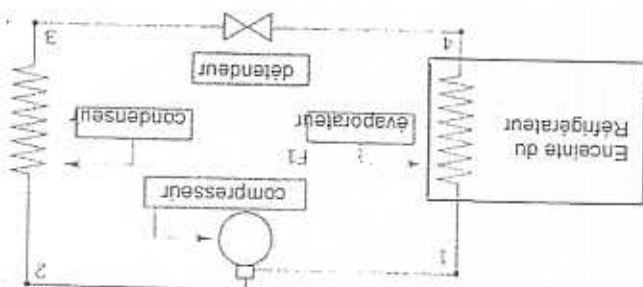 2
1
compresseur
F1
Enceinte du
Réfrigérateur
évaporateur
condenseur
détendeur
4
3